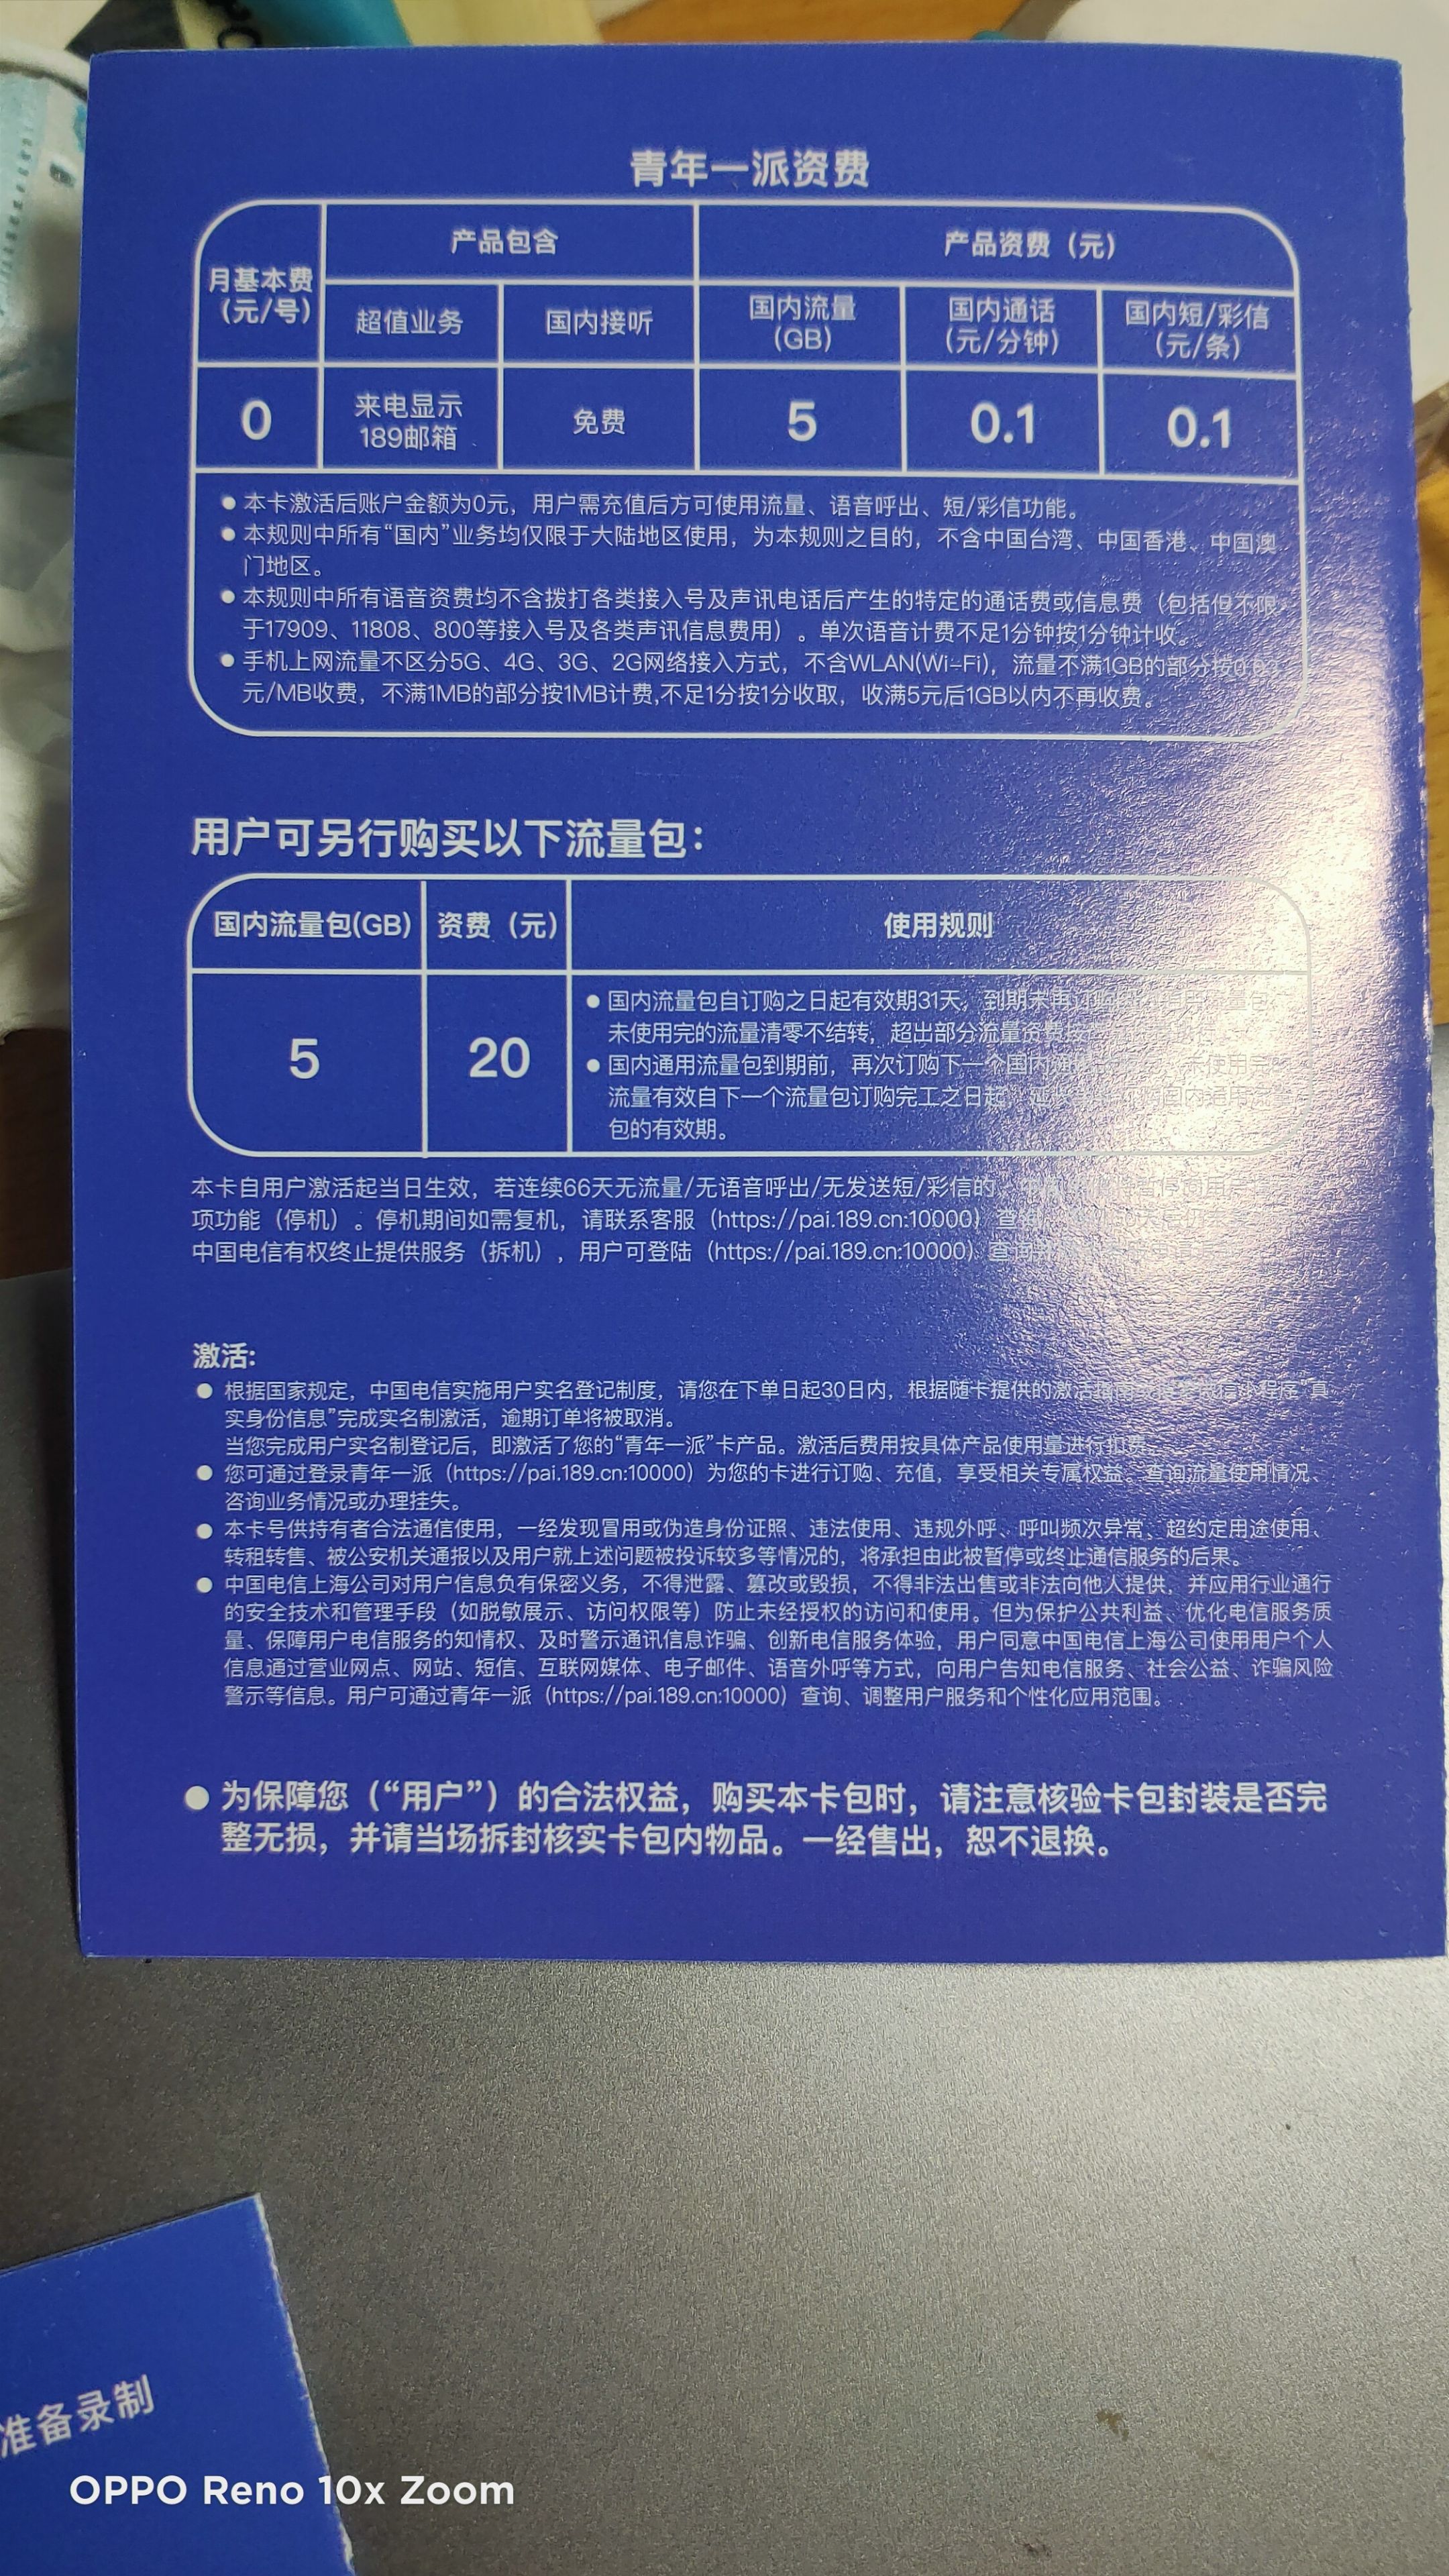 青年一派资费
月基本费
（元/号）
产品包含
产品资费（元）
超值业务
国内接听
国内流量
(GB)
国内通话
（元/分钟）
国内短/彩信
（元/条）
0
来电显示
189邮箱
免费
5
0.1
0.1
● 本卡激活后账户金额为0元，用户需充值后方可使用流量、语音呼出、短/彩信功能。
● 本规则中所有“国内”业务均仅限于大陆地区使用，为本规则之目的，不含中国台湾、中国香港、中国澳
门地区。
● 本规则中所有语音资费均不含拨打各类接入号及声讯电话后产生的特定的通话费或信息费（包括但不限
于17909、11808、800等接入号及各类声讯信息费用）。单次语音计费不足1分钟按1分钟计收。
● 手机上网流量不区分5G、4G、3G、2G网络接入方式，不含WLAN(Wi-Fi)，流量不满1GB的部分按
元/MB收费，不满1MB的部分按1MB计费,不足1分按1分收取，收满5元后1GB以内不再收费。
用户可另行购买以下流量包：
国内流量包(GB)
资费（元）
使用规则
5
20
● 国内流量包自订购之日起有效期31天，到期未再
未使用完的流量清零不结转，超出部分流量资费按
● 国内通用流量包到期前，再次订购下一个国内通
流量有效自下一个流量包订购完工之日起
包的有效期。
本卡自用户激活起当日生效，若连续66天无流量/无语音呼出/无发送短/彩信的
项功能（停机）。停机期间如需复机，请联系客服（https://pai.189.cn:10000）查询
中国电信有权终止提供服务（拆机），用户可登陆（https://pai.189.cn:10000）查询
激活:
● 根据国家规定，中国电信实施用户实名登记制度，请您在下单日起30日内，根据随卡提供的激活 “真
实身份信息”完成实名制激活，逾期订单将被取消。
当您完成用户实名制登记后，即激活了您的“青年一派”卡产品。激活后费用按具体产品使用量进行扣费。
● 您可通过登录青年一派（https://pai.189.cn:10000）为您的卡进行订购、充值，享受相关专属权益。查询流量使用情况、
咨询业务情况或办理挂失。
● 本卡号供持有者合法通信使用，一经发现冒用或伪造身份证照、违法使用、违规外呼、呼叫频次异常、超约定用途使用、
转租转售、被公安机关通报以及用户就上述问题被投诉较多等情况的，将承担由此被暂停或终止通信服务的后果。
● 中国电信上海公司对用户信息负有保密义务，不得泄露、篡改或毁损，不得非法出售或非法向他人提供，并应用行业通行
的安全技术和管理手段（如脱敏展示、访问权限等）防止未经授权的访问和使用。但为保护公共利益、优化电信服务质
量、保障用户电信服务的知情权、及时警示通讯信息诈骗、创新电信服务体验，用户同意中国电信上海公司使用用户个人
信息通过营业网点、网站、短信、互联网媒体、电子邮件、语音外呼等方式，向用户告知电信服务、社会公益、诈骗风险
警示等信息。用户可通过青年一派（https://pai.189.cn:10000）查询、调整用户服务和个性化应用范围。
● 为保障您（“用户”）的合法权益，购买本卡包时，请注意核验卡包封装是否完
整无损，并请当场拆封核实卡包内物品。一经售出，恕不退换。
准备录制
OPPO Reno 10x Zoom